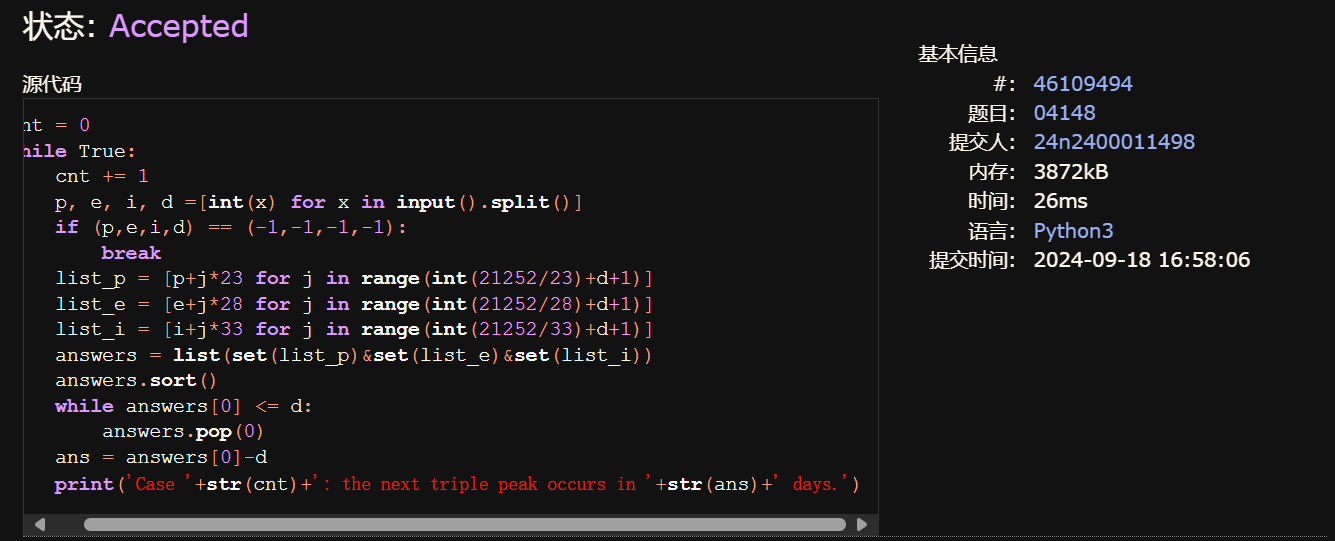 状态: Accepted
源代码
nt = 0
hile True:
    cnt += 1
    p, e, i, d =[int(x) for x in input().split()]
    if (p,e,i,d) == (-1,-1,-1,-1):
        break
    list_p = [p+j*23 for j in range(int(21252/23)+d+1)]
    list_e = [e+j*28 for j in range(int(21252/28)+d+1)]
    list_i = [i+j*33 for j in range(int(21252/33)+d+1)]
    answers = list(set(list_p)&set(list_e)&set(list_i))
    answers.sort()
    while answers[0] <= d:
        answers.pop(0)
    ans = answers[0]-d
    print('Case '+str(cnt)+': the next triple peak occurs in '+str(ans)+' days.')
基本信息
#: 46109494
题目: 04148
提交人: 24n2400011498
内存: 3872kB
时间: 26ms
语言: Python3
提交时间: 2024-09-18 16:58:06